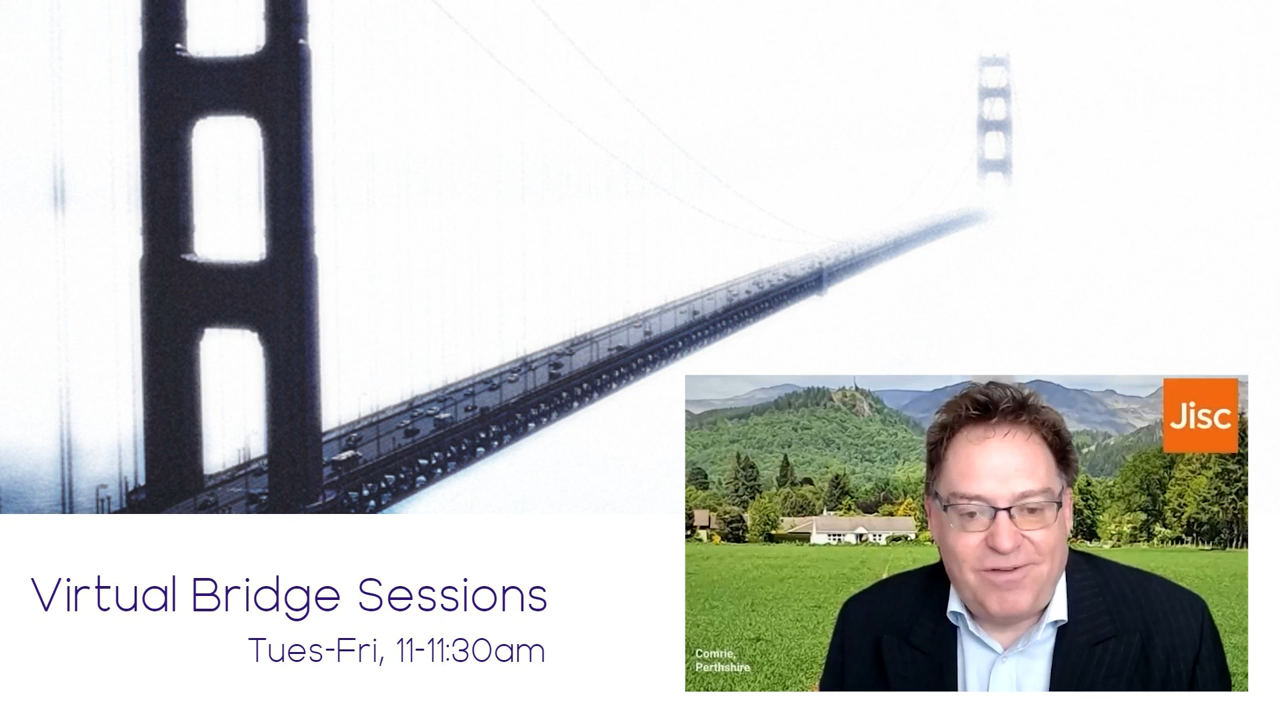 Jisc
Virtual Bridge Sessions
Tues-Fri, 11-11:30am
Comrie,
Perthshire